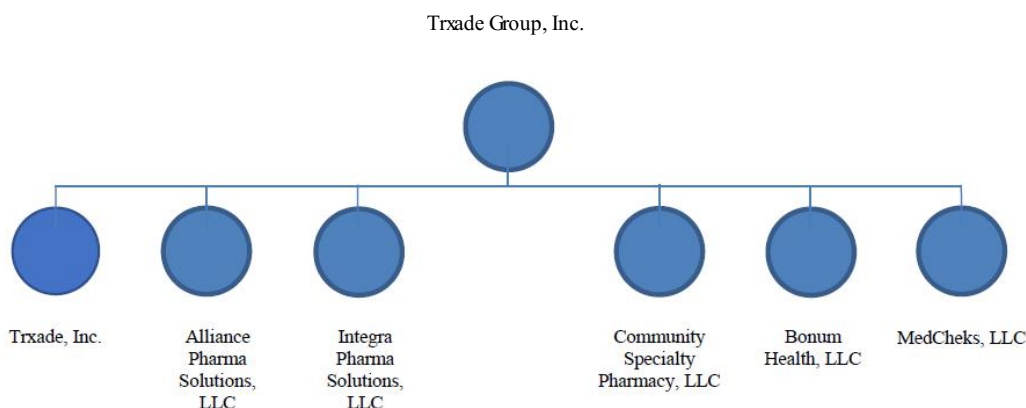 Trxade Group, Inc.
Trxade, Inc.
Alliance
Pharma
Solutions,
LLC
Integra
Pharma
Solutions,
LLC
Community
Specialty
Pharmacy, LLC
Bonum
Health, LLC
MedCheks, LLC